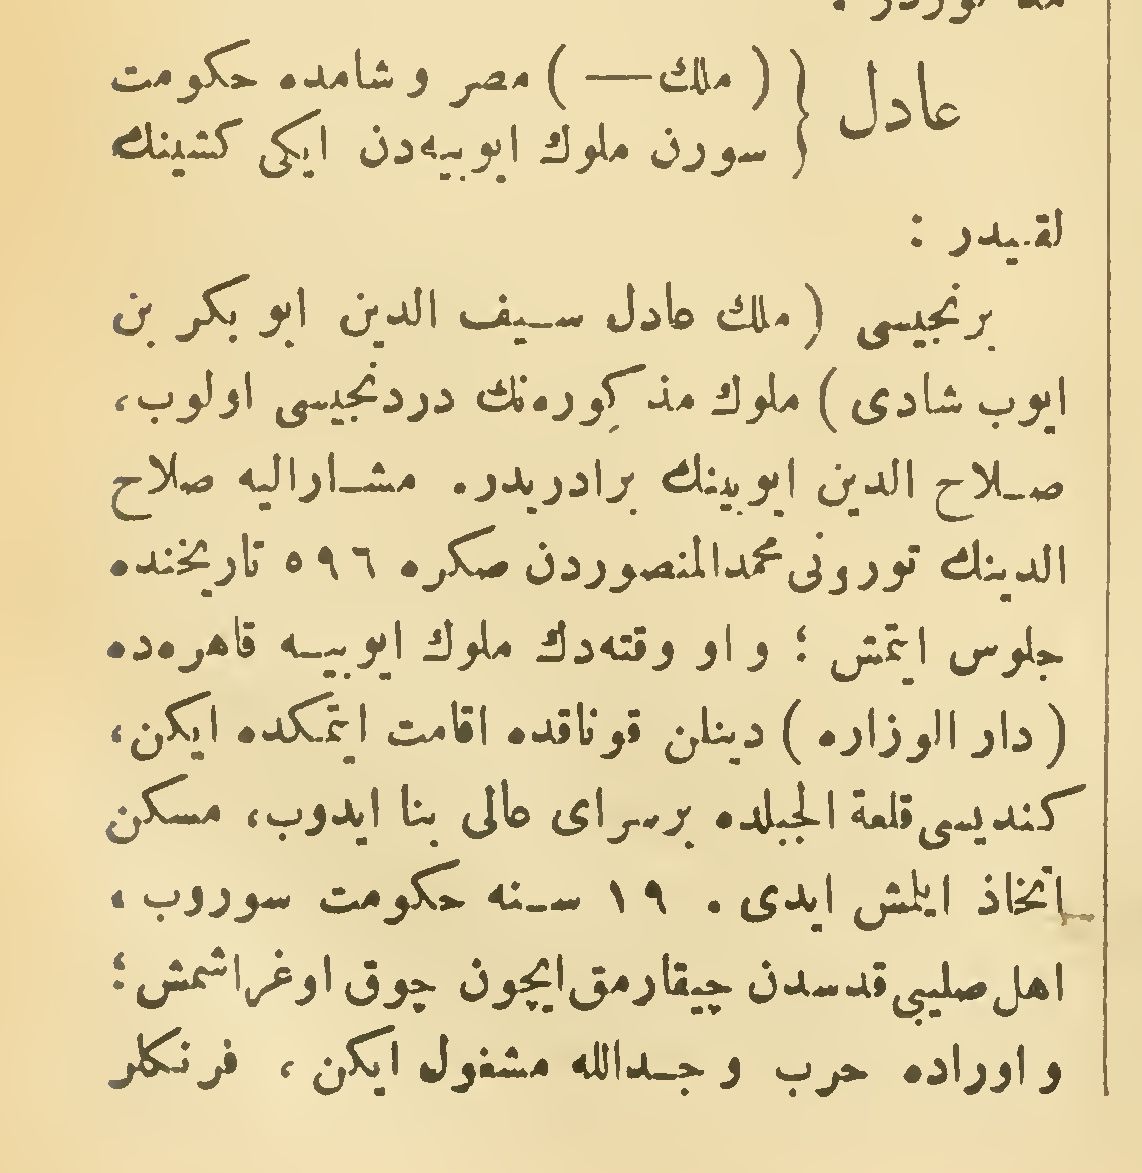 عادل } ( ملك — ) مصر و شامده حكومت
سورن ملوك ايوبيه‌دن ايكى كشينك
لقبيدر :
برنجيسى ( ملك عادل سيف الدين ابو بكر بن
ايوب شادى ) ملوك مذكوره‌نك دردنجيسى اولوب،
صلاح الدين ايوبينك برادريدر. مشاراليه صلاح
الدينك تورونى محمدالمنصوردن صكره ٥٩٦ تاريخنده
جلوس ايتمش ؛ و او وقته‌دك ملوك ايوبيه قاهره‌ده
( دار الوزاره ) دينلن قوناقده اقامت ايتمكده ايكن،
كنديسى قلعة الجبلده برسراى عالى بنا ايدوب، مسكن
اتخاذ ايلمش ايدى . ١٩ سنه حكومت سوروب ،
اهل صليبى قدسدن چيقارمق ايچون چوق اوغراشمش ؛
و اوراده حرب و جدالله مشغول ايكن ، فرنكلر